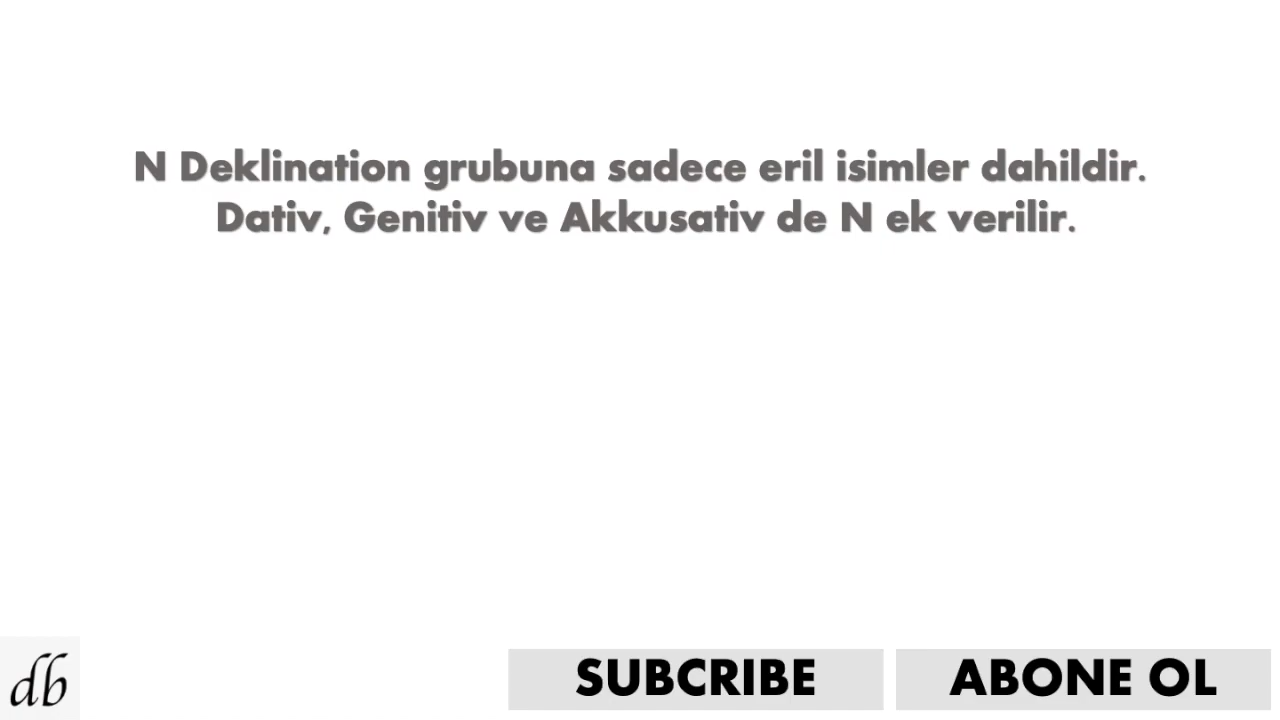 N Deklination grubuna sadece eril isimler dahildir.
Dativ, Genitiv ve Akkusativ de N ek verilir.
db
SUBCRIBE
ABONE OL